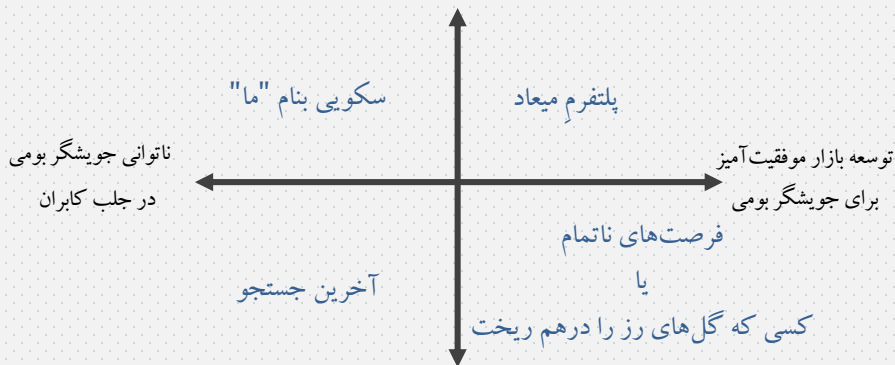 پلتفرمِ میعاد
سکویی بنام "ما"
توسعه بازار موفقیت‌آمیز
برای جویشگر بومی
ناتوانی جویشگر بومی
در جلب کابران
فرصت‌های ناتمام
یا
کسی که گل‌های رز را درهم ریخت
آخرین جستجو